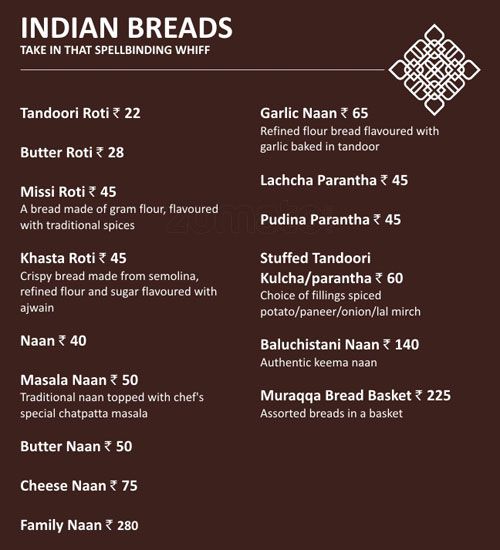 INDIAN BREADS
TAKE IN THAT SPELLBINDING WHIFF
Tandoori Roti ₹ 22
Butter Roti ₹ 28
Missi Roti ₹ 45
A bread made of gram flour, flavoured
with traditional spices
Khasta Roti ₹ 45
Crispy bread made from semolina,
refined flour and sugar flavoured with
ajwain
Naan ₹ 40
Masala Naan ₹ 50
Traditional naan topped with chef's
special chatpatta masala
Butter Naan ₹ 50
Cheese Naan ₹ 75
Family Naan ₹ 280
Garlic Naan ₹ 65
Refined flour bread flavoured with
garlic baked in tandoor
Lachcha Parantha ₹ 45
Pudina Parantha ₹ 45
Stuffed Tandoori
Kulcha/parantha ₹ 60
Choice of fillings spiced
potato/paneer/onion/lal mirch
Baluchistani Naan ₹ 140
Authentic keema naan
Muraqqa Bread Basket ₹ 225
Assorted breads in a basket